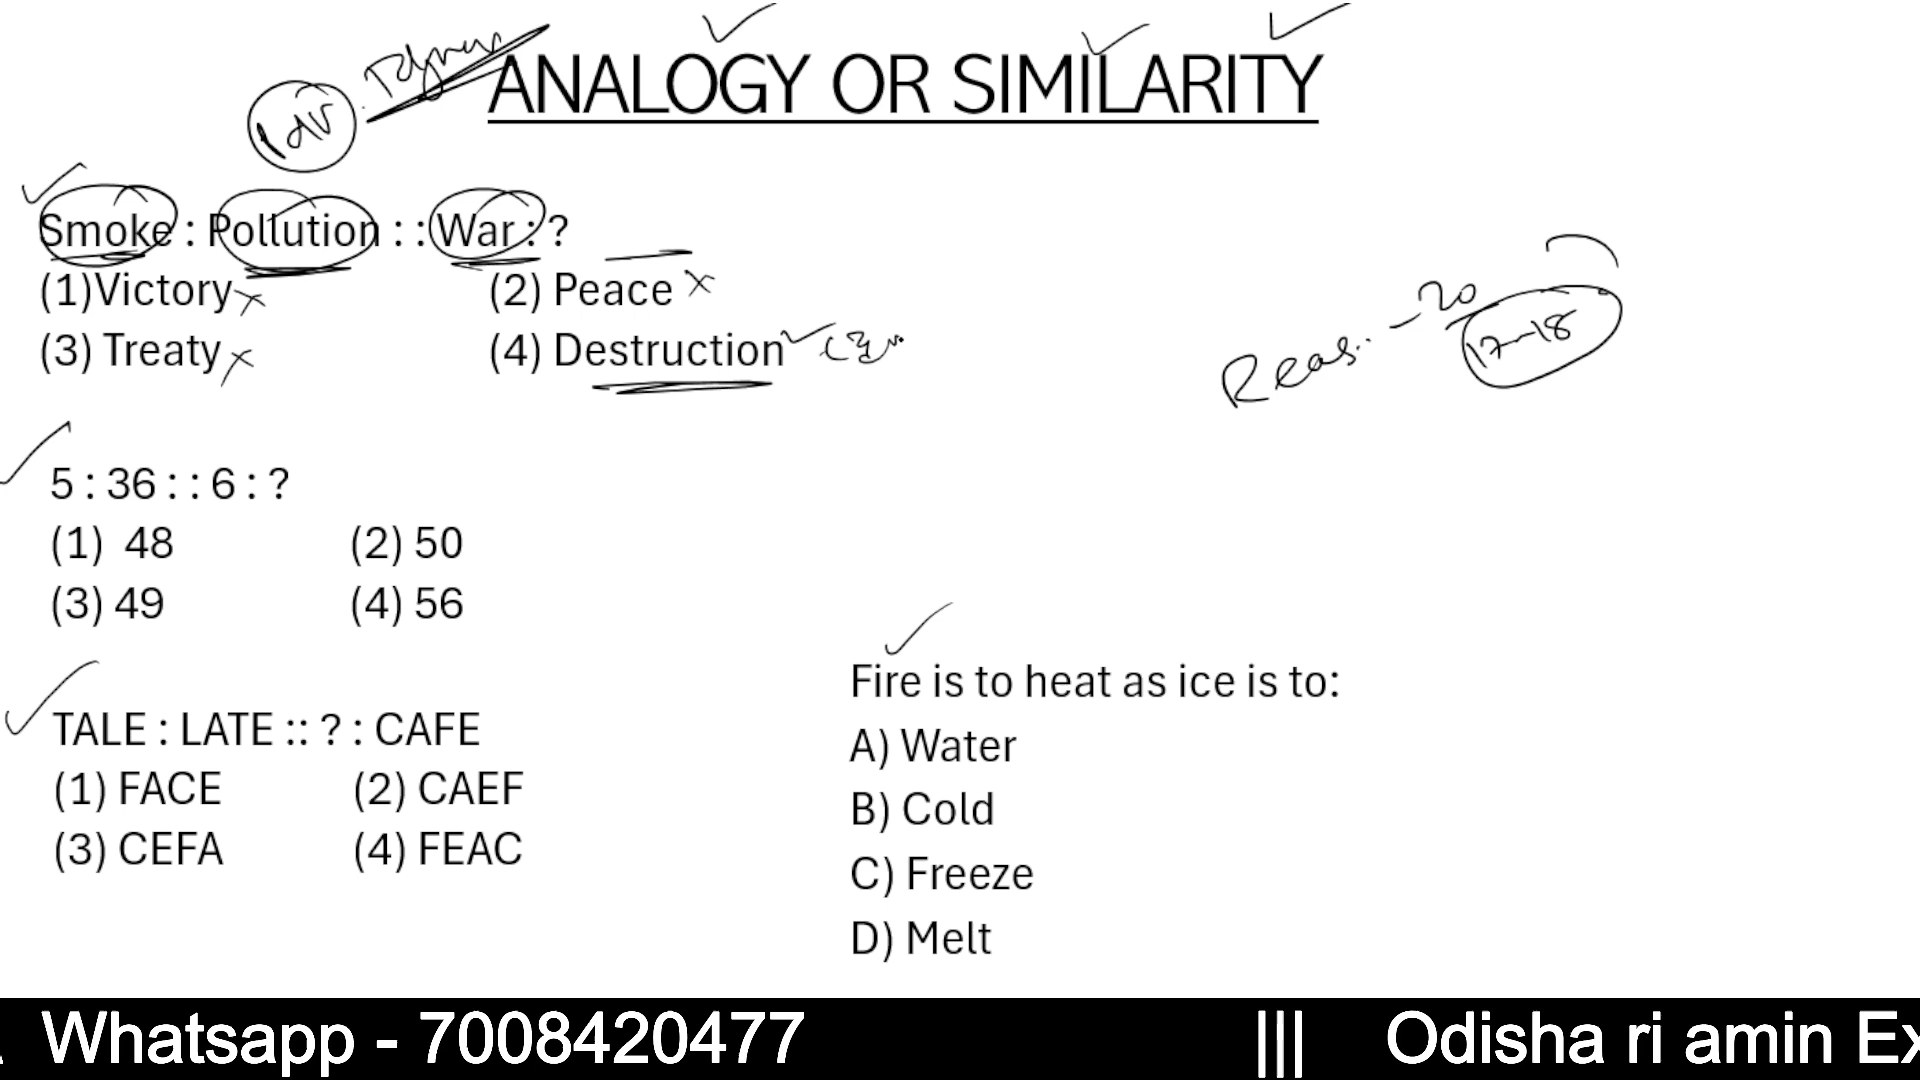 ANALOGY OR SIMILARITY
Smoke : Pollution : : War : ?
(1)Victory (2) Peace
(3) Treaty (4) Destruction
Reas.. - 20
17-18
5 : 36 : : 6 : ?
(1) 48 (2) 50
(3) 49 (4) 56
TALE : LATE :: ? : CAFE
(1) FACE (2) CAEF
(3) CEFA (4) FEAC
Fire is to heat as ice is to:
A) Water
B) Cold
C) Freeze
D) Melt
Whatsapp - 7008420477 ||| Odisha ri amin Ex